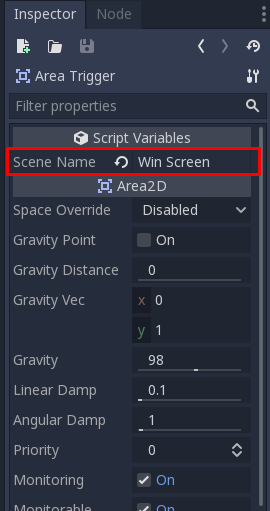 Inspector Node
Area Trigger
Filter properties
Script Variables
Scene Name Win Screen
Area2D
Space Override Disabled
Gravity Point On
Gravity Distance 0
Gravity Vec x 0
y 1
Gravity 98
Linear Damp 0.1
Angular Damp 1
Priority 0
Monitoring On
Monitorable On